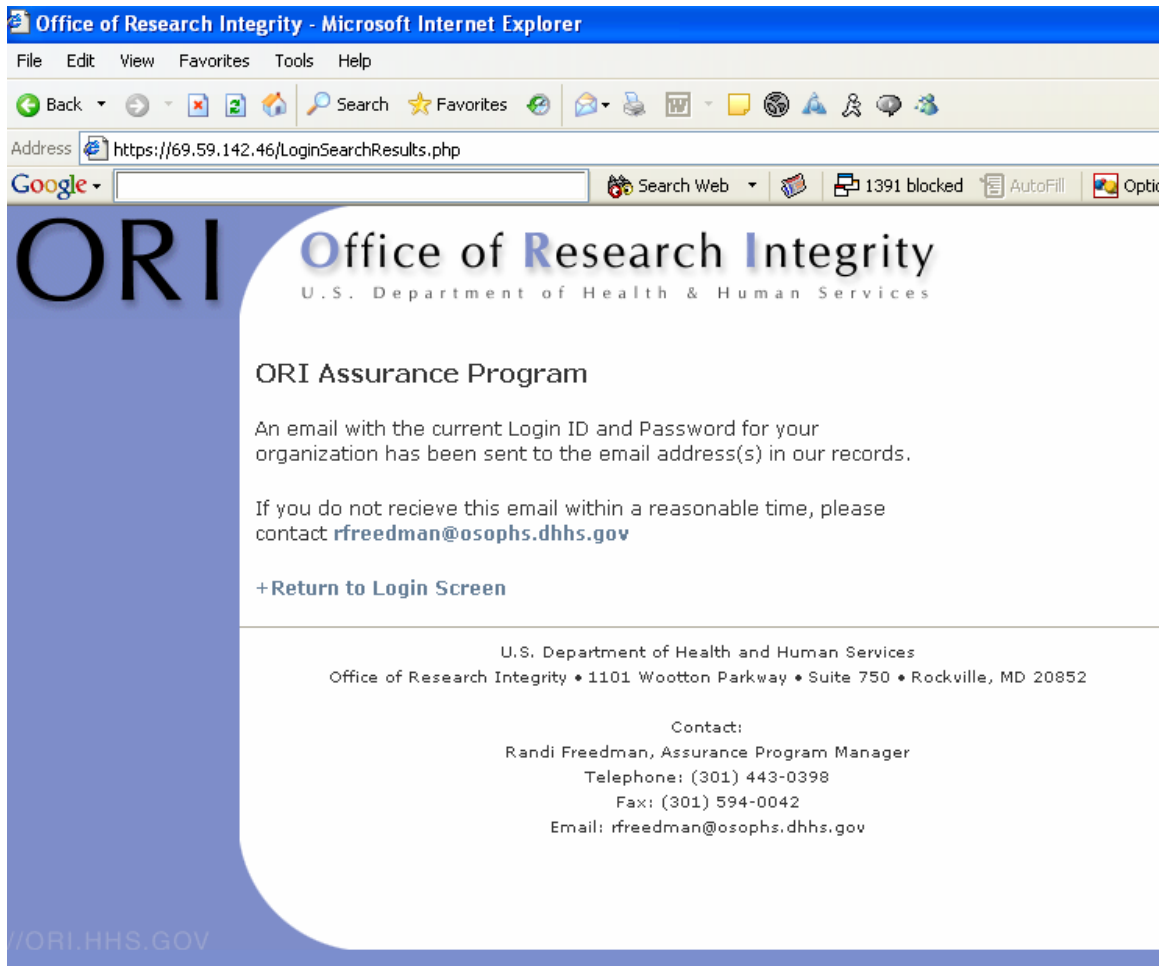 Office of Research Integrity - Microsoft Internet Explorer
File Edit View Favorites Tools Help
Back Search Favorites
Address https://69.59.142.46/LoginSearchResults.php
Google Search Web 1391 blocked AutoFill Optic
ORI
Office of Research Integrity
U.S. Department of Health & Human Services
ORI Assurance Program
An email with the current Login ID and Password for your
organization has been sent to the email address(s) in our records.
If you do not recieve this email within a reasonable time, please
contact rfreedman@osophs.dhhs.gov
+Return to Login Screen
U.S. Department of Health and Human Services
Office of Research Integrity • 1101 Wootton Parkway • Suite 750 • Rockville, MD 20852
Contact:
Randi Freedman, Assurance Program Manager
Telephone: (301) 443-0398
Fax: (301) 594-0042
Email: rfreedman@osophs.dhhs.gov
//ORI.HHS.GOV